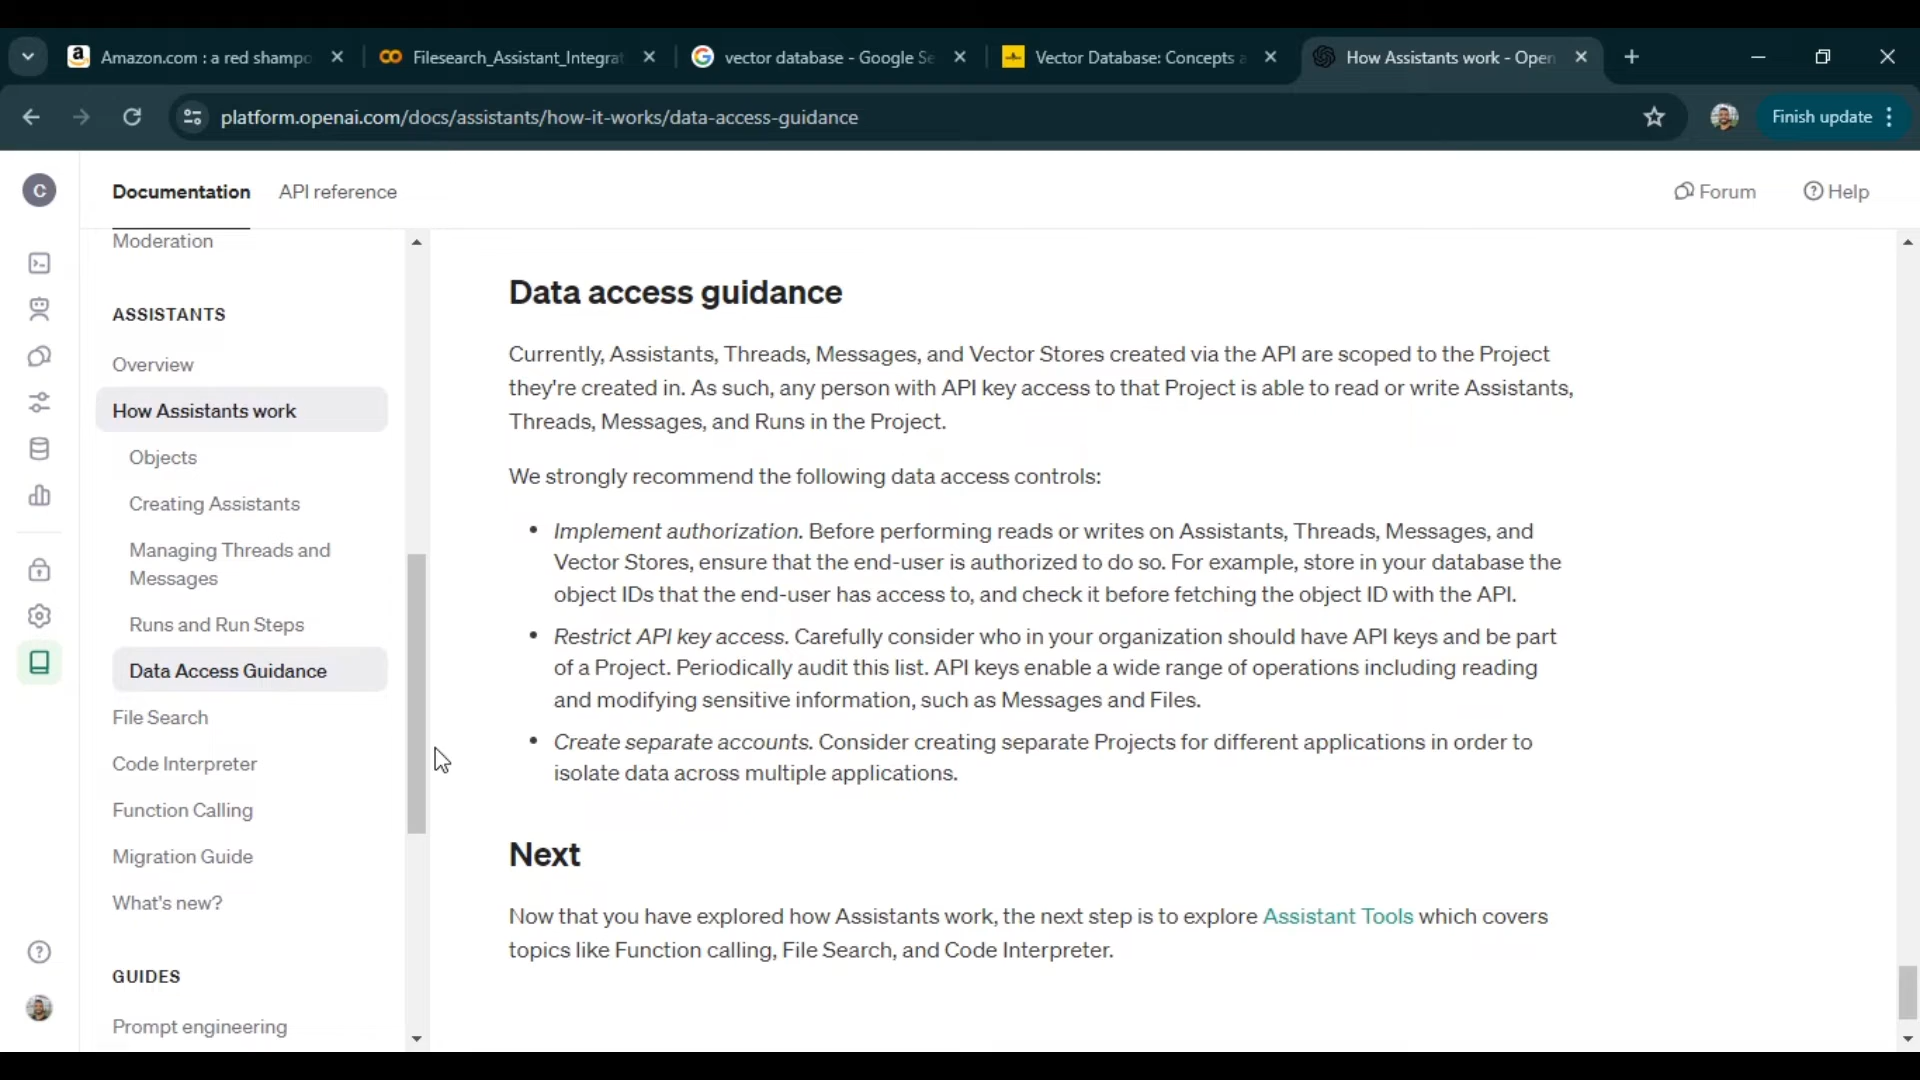 Amazon.com : a red shampo
Filesearch_Assistant_Integrat
vector database - Google Se
Vector Database: Concepts a
How Assistants work - Open
platform.openai.com/docs/assistants/how-it-works/data-access-guidance
Finish update
C
Documentation
API reference
Forum
Help
Moderation
ASSISTANTS
Overview
How Assistants work
Objects
Creating Assistants
Managing Threads and
Messages
Runs and Run Steps
Data Access Guidance
File Search
Code Interpreter
Function Calling
Migration Guide
What's new?
GUIDES
Prompt engineering
Data access guidance
Currently, Assistants, Threads, Messages, and Vector Stores created via the API are scoped to the Project
they're created in. As such, any person with API key access to that Project is able to read or write Assistants,
Threads, Messages, and Runs in the Project.
We strongly recommend the following data access controls:
• Implement authorization. Before performing reads or writes on Assistants, Threads, Messages, and
Vector Stores, ensure that the end-user is authorized to do so. For example, store in your database the
object IDs that the end-user has access to, and check it before fetching the object ID with the API.
• Restrict API key access. Carefully consider who in your organization should have API keys and be part
of a Project. Periodically audit this list. API keys enable a wide range of operations including reading
and modifying sensitive information, such as Messages and Files.
• Create separate accounts. Consider creating separate Projects for different applications in order to
isolate data across multiple applications.
Next
Now that you have explored how Assistants work, the next step is to explore Assistant Tools which covers
topics like Function calling, File Search, and Code Interpreter.